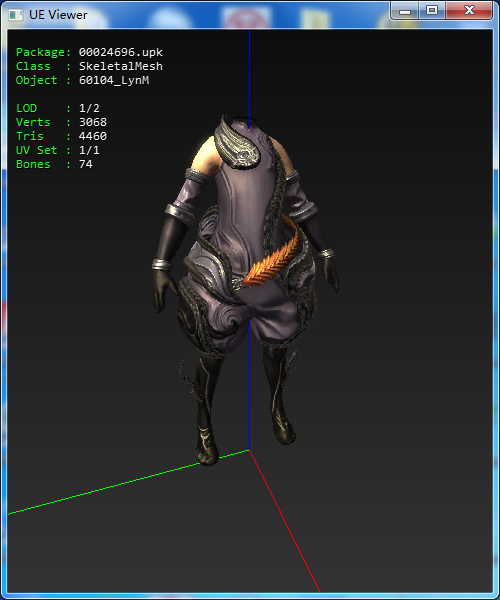 UE Viewer
Package: 00024696.upk
Class : SkeletalMesh
Object : 60104_LynM
LOD : 1/2
Verts : 3068
Tris : 4460
UV Set : 1/1
Bones : 74